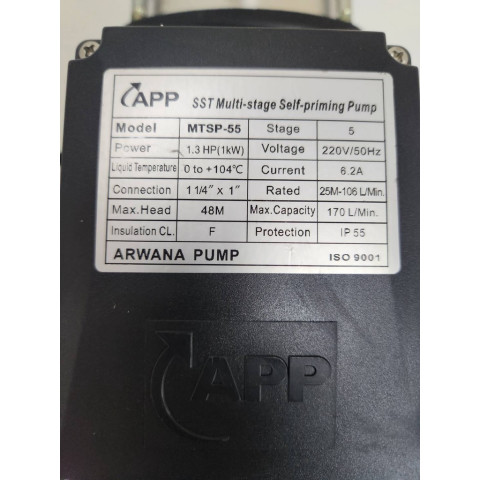 APP SST Multi-stage Self-priming Pump
Model MTSP-55 Stage 5
Power 1.3 HP(1kW) Voltage 220V/50Hz
Liquid Temperature 0 to +104℃ Current 6.2A
Connection 1 1/4″ x 1″ Rated 25M-106 L/Min.
Max.Head 48M Max.Capacity 170 L/Min.
Insulation CL. F Protection IP 55
ARWANA PUMP ISO 9001
APP